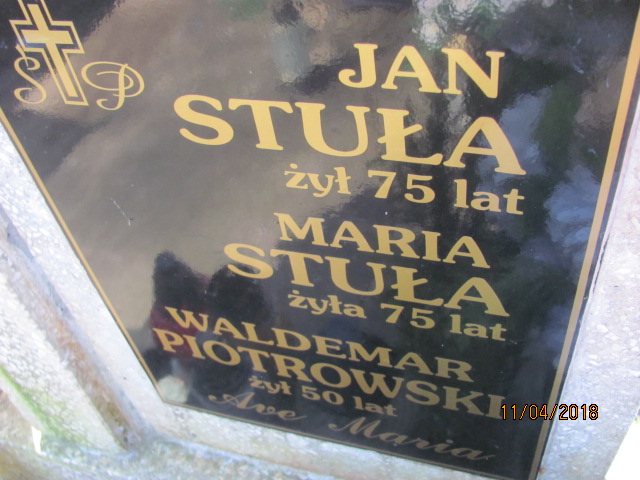 S P
JAN
STUŁA
żył 75 lat
MARIA
STUŁA
żyła 75 lat
WALDEMAR
PIOTROWSKI
żył 50 lat
Ave Maria
11/04/2018